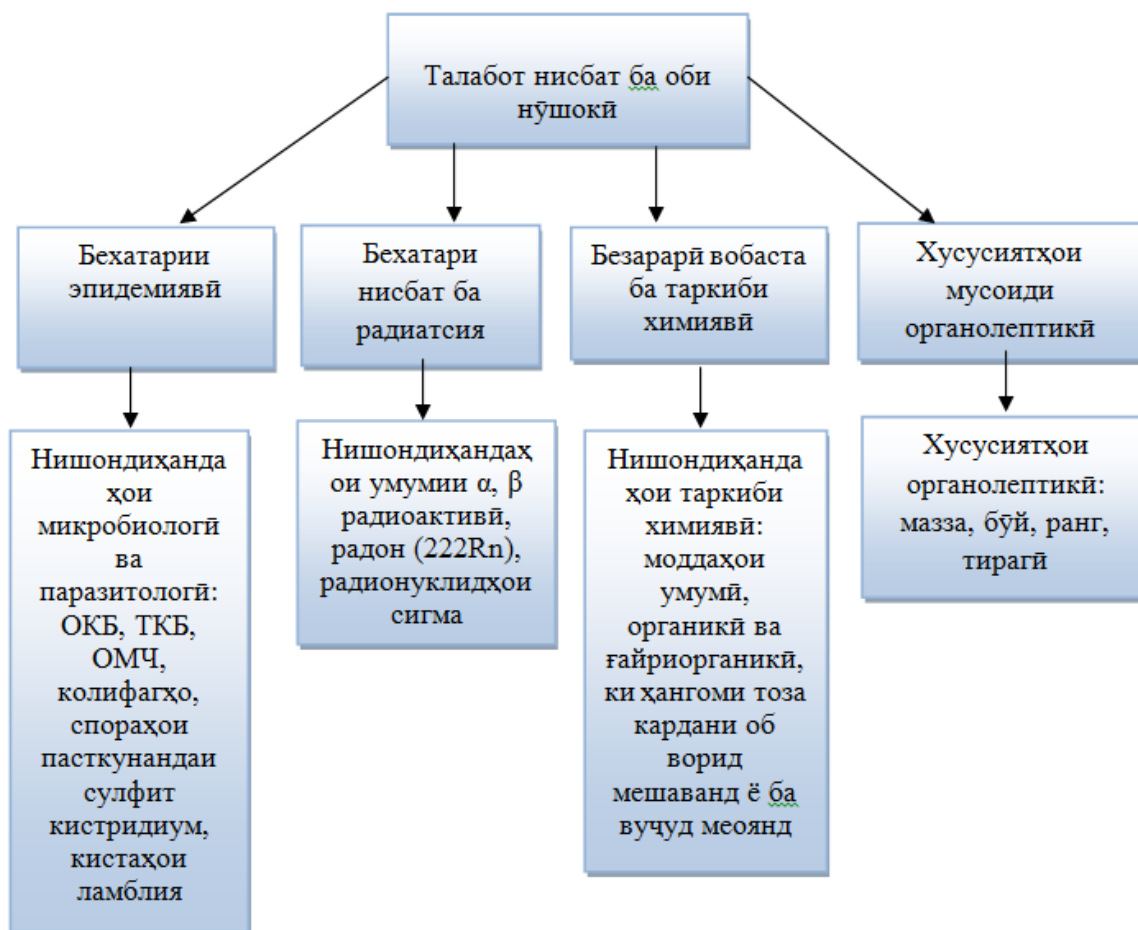 Талабот нисбат ба оби
нӯшокӣ
Бехатарии
эпидемиявӣ
Бехатари
нисбат ба
радиатсия
Безарарӣ вобаста
ба таркиби
химиявӣ
Хусусиятҳои
мусоиди
органолептикӣ
Нишондиҳанда
ҳои
микробиологӣ
ва
паразитологӣ:
ОКБ, ТКБ,
ОМЧ,
колифагҳо,
спораҳои
пасткунандаи
сулфит
кистридиум,
кистаҳои
ламблия
Нишондиҳандаҳ
ои умумии α, β
радиоактивӣ,
радон (222Rn),
радионуклидҳои
сигма
Нишондиҳанда
ҳои таркиби
химиявӣ:
моддаҳои
умумӣ,
органикӣ ва
ғайриорганикӣ,
ки ҳангоми тоза
кардани об
ворид
мешаванд ё ба
вуҷуд меоянд
Хусусиятҳои
органолептикӣ:
мазза, бӯй, ранг,
тирагӣ